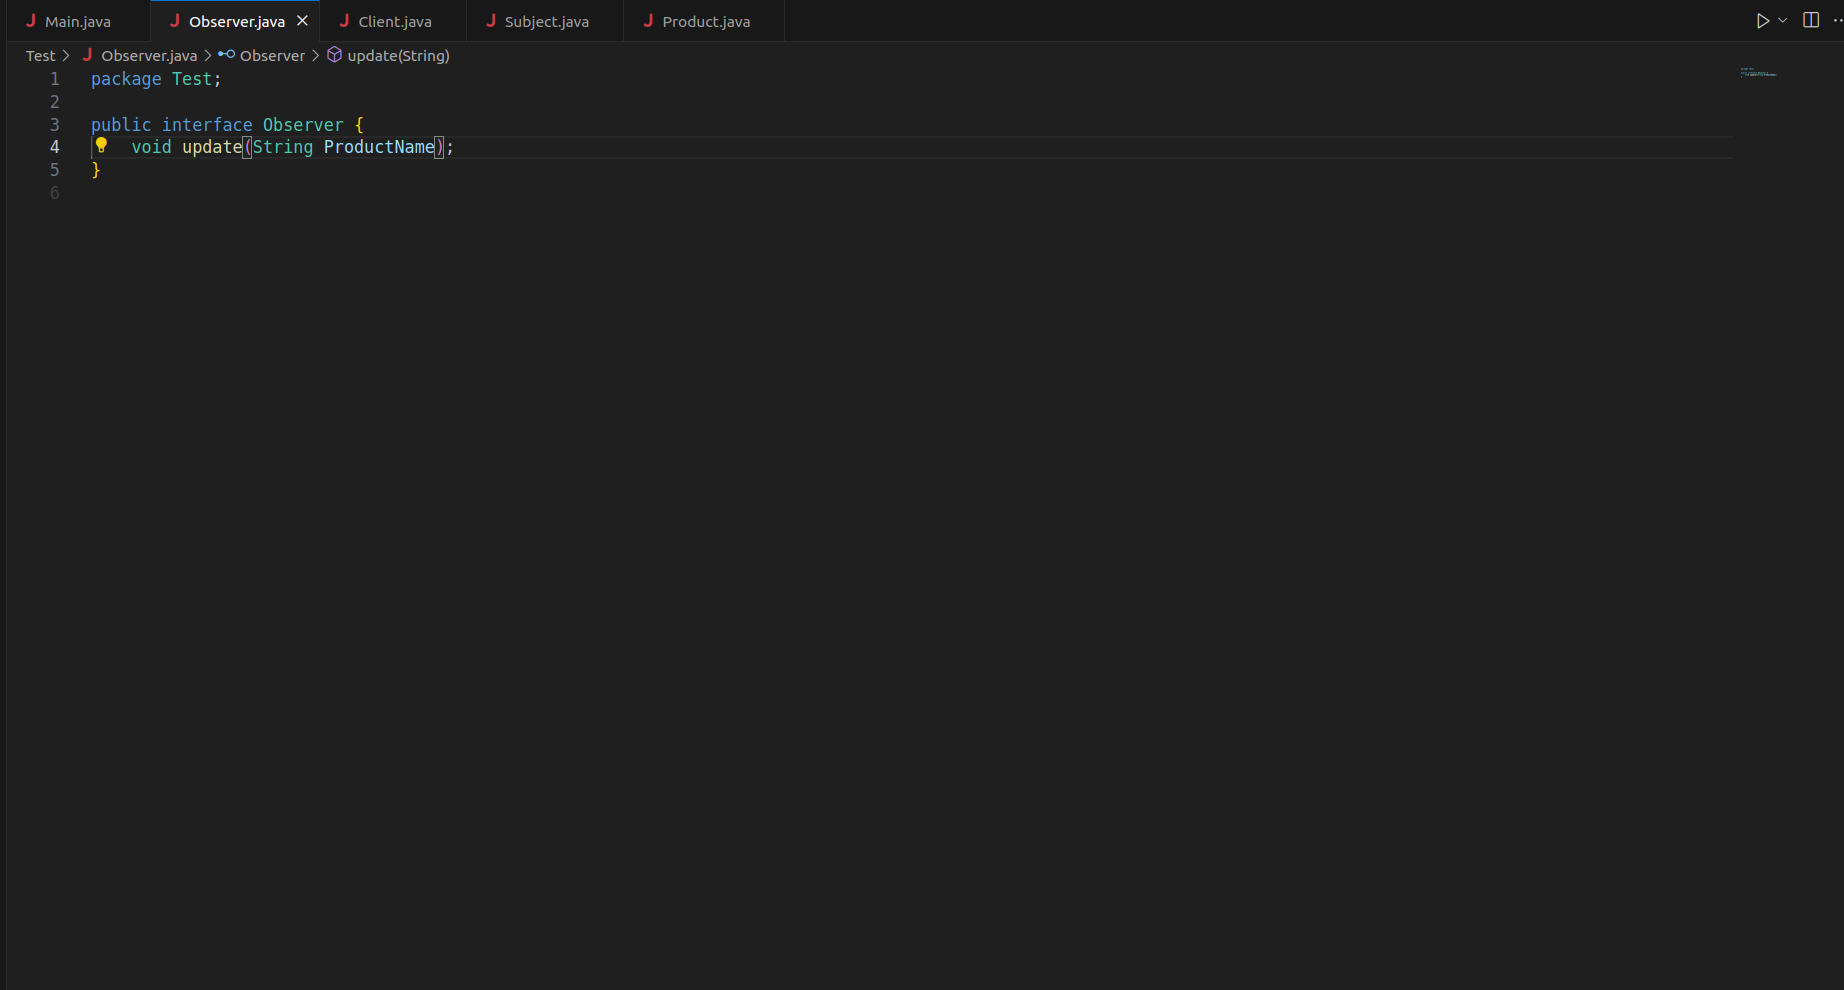 Main.java Observer.java Client.java Subject.java Product.java
Test Observer.java Observer update(String)
1 package Test;
2
3 public interface Observer {
4 void update(String ProductName);
5 }
6